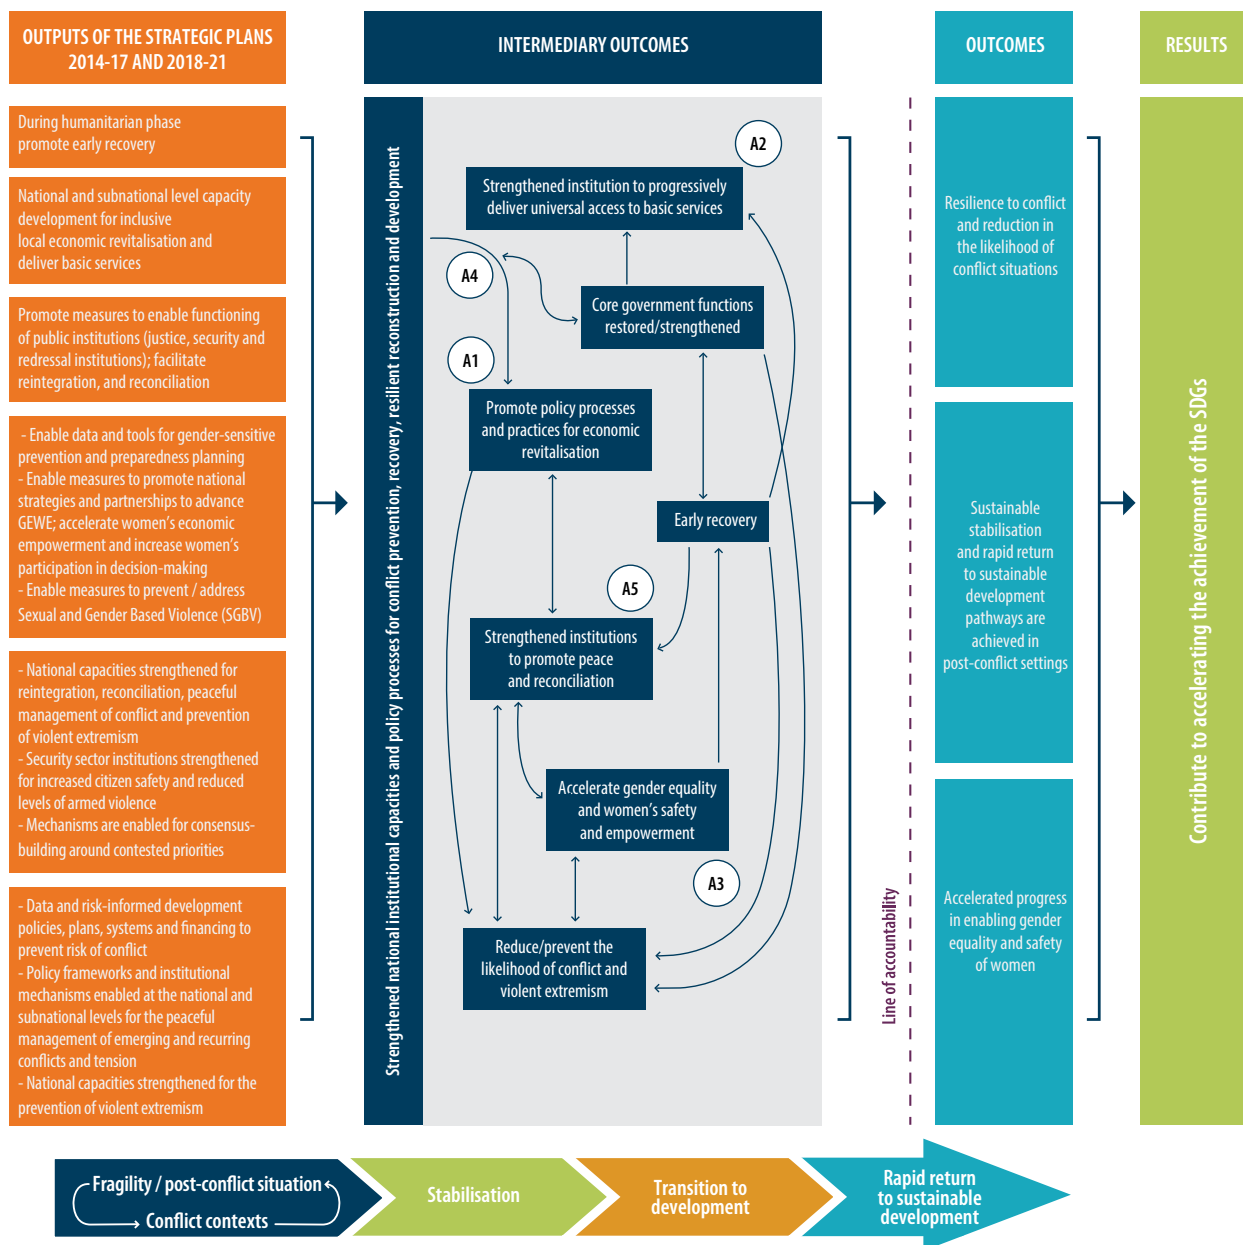 OUTPUTS OF THE STRATEGIC PLANS
2014-17 AND 2018-21
INTERMEDIARY OUTCOMES
OUTCOMES
RESULTS
During humanitarian phase
promote early recovery
National and subnational level capacity
development for inclusive
local economic revitalisation and
deliver basic services
Promote measures to enable functioning
of public institutions (justice, security and
redressal institutions); facilitate
reintegration, and reconciliation
- Enable data and tools for gender-sensitive
prevention and preparedness planning
- Enable measures to promote national
strategies and partnerships to advance
GEWE; accelerate women's economic
empowerment and increase women's
participation in decision-making
- Enable measures to prevent / address
Sexual and Gender Based Violence (SGBV)
- National capacities strengthened for
reintegration, reconciliation, peaceful
management of conflict and prevention
of violent extremism
- Security sector institutions strengthened
for increased citizen safety and reduced
levels of armed violence
- Mechanisms are enabled for consensus-
building around contested priorities
- Data and risk-informed development
policies, plans, systems and financing to
prevent risk of conflict
- Policy frameworks and institutional
mechanisms enabled at the national and
subnational levels for the peaceful
management of emerging and recurring
conflicts and tension
- National capacities strengthened for the
prevention of violent extremism
Strengthened national institutional capacities and policy processes for conflict prevention, recovery, resilient reconstruction and development
A2
Strengthened institution to progressively
deliver universal access to basic services
A4
Core government functions
restored/strengthened
A1
Promote policy processes
and practices for economic
revitalisation
Early recovery
A5
Strengthened institutions
to promote peace
and reconciliation
Accelerate gender equality
and women's safety
and empowerment
A3
Reduce/prevent the
likelihood of conflict and
violent extremism
Line of accountability
Resilience to conflict
and reduction in
the likelihood of
conflict situations
Sustainable
stabilisation
and rapid return
to sustainable
development
pathways are
achieved in
post-conflict settings
Accelerated progress
in enabling gender
equality and safety
of women
Contribute to accelerating the achievement of the SDGs
Fragility / post-conflict situation
Conflict contexts
Stabilisation
Transition to
development
Rapid return
to sustainable
development